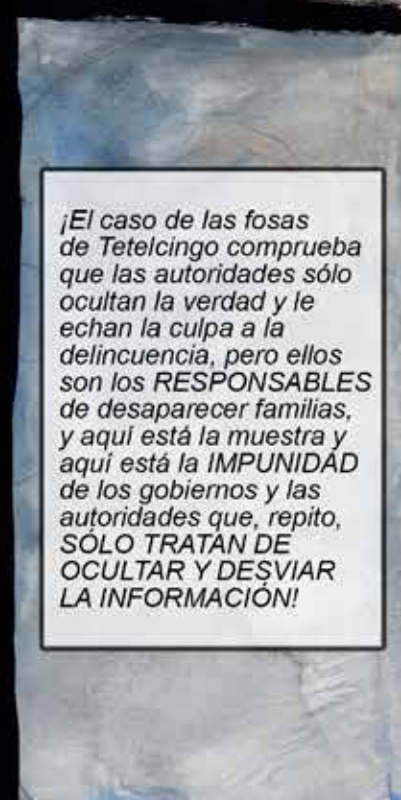 ¡El caso de las fosas
de Tetelcingo comprueba
que las autoridades sólo
ocultan la verdad y le
echan la culpa a la
delincuencia, pero ellos
son los RESPONSABLES
de desaparecer familias,
y aquí está la muestra y
aquí está la IMPUNIDAD
de los gobiernos y las
autoridades que, repito,
SÓLO TRATAN DE
OCULTAR Y DESVIAR
LA INFORMACIÓN!